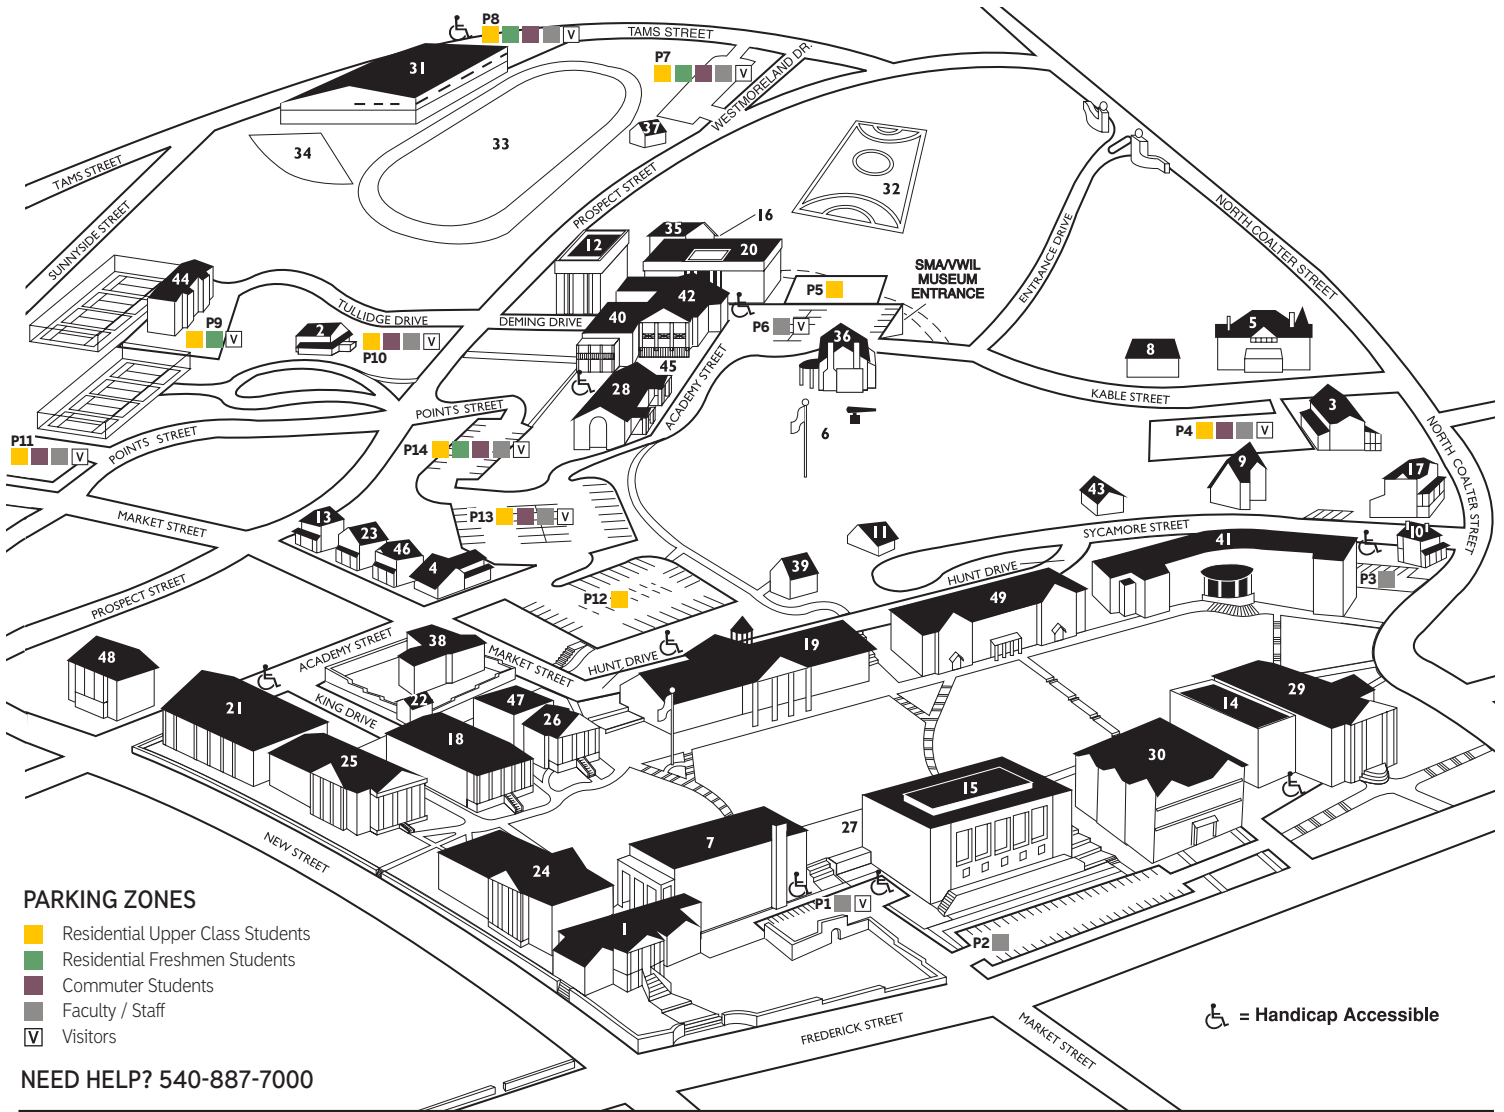 P8
V
TAMS STREET
31
P7
V
WESTMORELAND DR.
37
33
34
TAMS STREET
SUNNYSIDE STREET
PROSPECT STREET
32
NORTH COALTER STREET
ENTRANCE DRIVE
16
35
12
20
SMA/VWIL
MUSEUM
ENTRANCE
44
P5
42
TULLIDGE DRIVE
DEMING DRIVE
40
P6
V
P9
V
2
P10
V
36
5
8
45
28
ACADEMY STREET
KABLE STREET
3
POINTS STREET
P4
V
6
P11
V
POINTS STREET
P14
V
9
17
NORTH COALTER STREET
43
MARKET STREET
13
P13
V
23
46
4
11
SYCAMORE STREET
41
10
39
HUNT DRIVE
P3
PROSPECT STREET
P12
49
ACADEMY STREET
38
MARKET STREET
HUNT DRIVE
19
48
21
KING DRIVE
22
47
26
29
14
18
25
30
15
NEW STREET
27
7
24
P1
V
1
P2
PARKING ZONES
Residential Upper Class Students
Residential Freshmen Students
Commuter Students
Faculty / Staff
V Visitors
NEED HELP? 540-887-7000
FREDERICK STREET
MARKET STREET
= Handicap Accessible